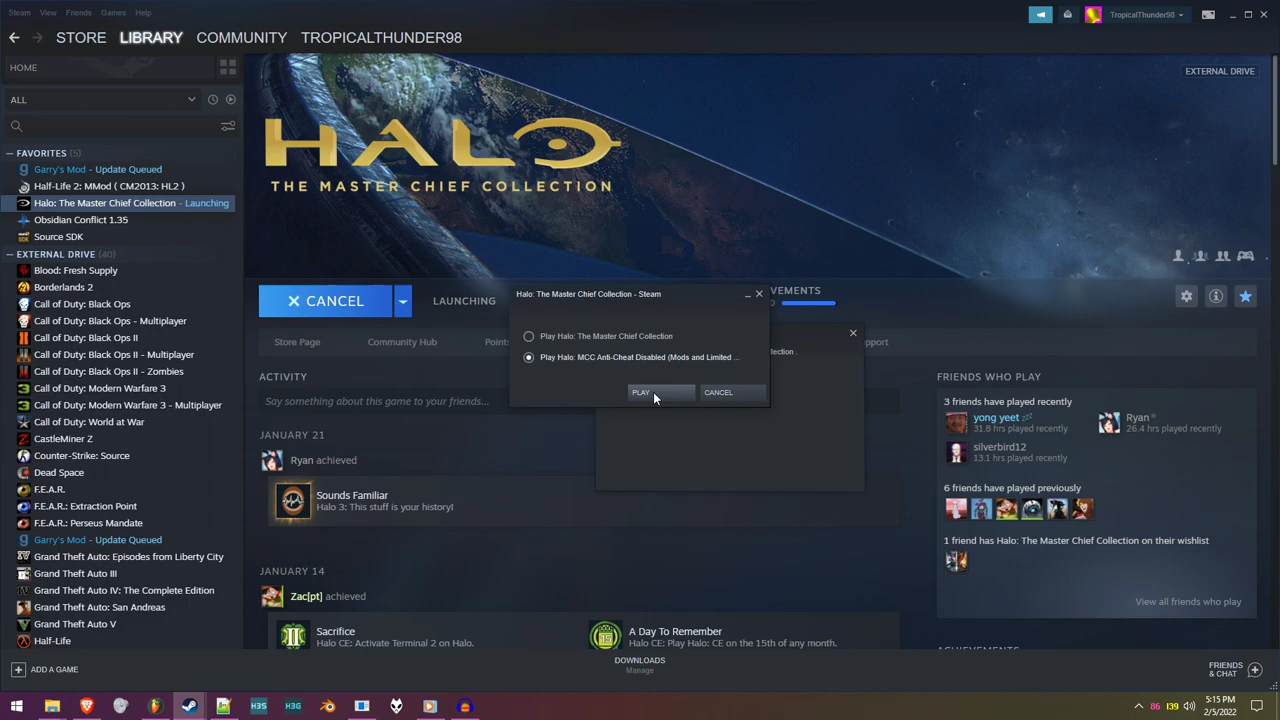 Steam View Friends Games Help
TROPICALTHUNDER98
STORE LIBRARY COMMUNITY TROPICALTHUNDER98
HOME
EXTERNAL DRIVE
ALL
HALO
THE MASTER CHIEF COLLECTION
FAVORITES (5)
Garry's Mod - Update Queued
Half-Life 2: MMod ( CM2013: HL2 )
Halo: The Master Chief Collection - Launching
Obsidian Conflict 1.35
Source SDK
EXTERNAL DRIVE (40)
Blood: Fresh Supply
Borderlands 2
Call of Duty: Black Ops
Call of Duty: Black Ops - Multiplayer
Call of Duty: Black Ops II
Call of Duty: Black Ops II - Multiplayer
Call of Duty: Black Ops II - Zombies
Call of Duty: Modern Warfare 3
Call of Duty: Modern Warfare 3 - Multiplayer
Call of Duty: World at War
CastleMiner Z
Counter-Strike: Source
Dead Space
F.E.A.R.
F.E.A.R.: Extraction Point
F.E.A.R.: Perseus Mandate
Garry's Mod - Update Queued
Grand Theft Auto: Episodes from Liberty City
Grand Theft Auto III
Grand Theft Auto IV: The Complete Edition
Grand Theft Auto: San Andreas
Grand Theft Auto V
Half-Life
CANCEL
LAUNCHING
VEMENTS
Halo: The Master Chief Collection - Steam
Play Halo: The Master Chief Collection
Play Halo: MCC Anti-Cheat Disabled (Mods and Limited ...
PLAY CANCEL
Store Page Community Hub Point
llection . pport
ACTIVITY
Say something about this game to your friends...
JANUARY 21
Ryan achieved
Sounds Familiar
Halo 3: This stuff is your history!
JANUARY 14
Zac[pt] achieved
Sacrifice
Halo CE: Activate Terminal 2 on Halo.
A Day To Remember
Halo CE: Play Halo: CE on the 15th of any month.
FRIENDS WHO PLAY
3 friends have played recently
yong yeet zzz
31.8 hrs played recently
Ryan
26.4 hrs played recently
silverbird12
13.1 hrs played recently
6 friends have played previously
1 friend has Halo: The Master Chief Collection on their wishlist
View all friends who play
ADD A GAME
DOWNLOADS
Manage
FRIENDS
& CHAT
H3S H3G
86 139
5:15 PM
2/5/2022